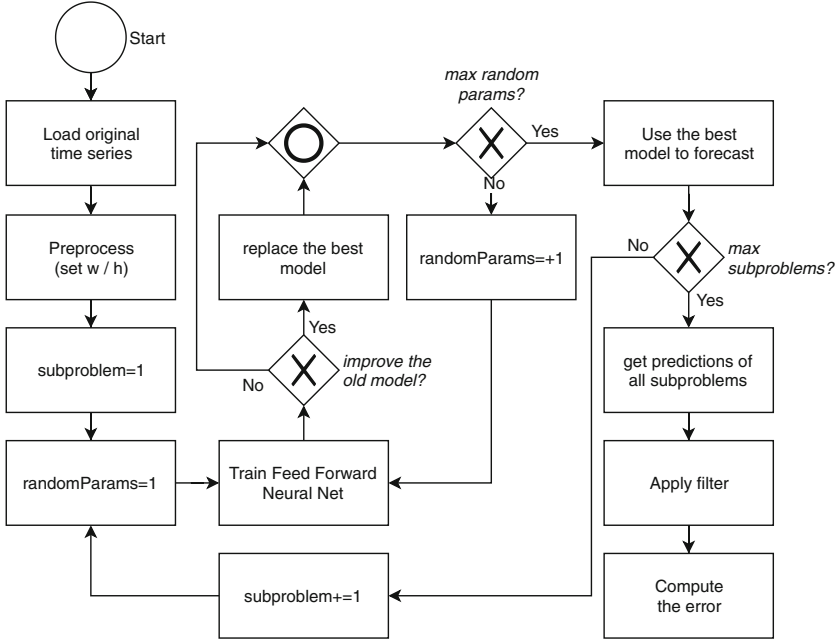 Start
Load original
time series
Preprocess
(set w / h)
subproblem=1
randomParams=1
Train Feed Forward
Neural Net
improve the
old model?
Yes
No
replace the best
model
max random
params?
Yes
No
randomParams=+1
Use the best
model to forecast
max
subproblems?
No
Yes
subproblem+=1
get predictions of
all subproblems
Apply filter
Compute
the error